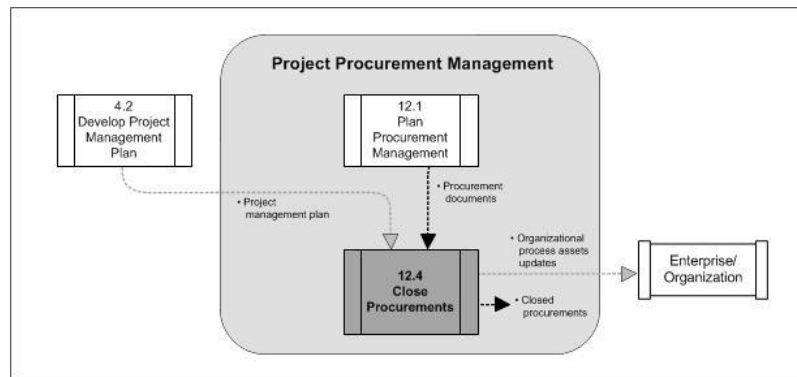 Project Procurement Management
4.2
Develop Project
Management
Plan
12.1
Plan
Procurement
Management
• Project
management plan
• Procurement
documents
12.4
Close
Procurements
• Organizational
process assets
updates
• Closed
procurements
Enterprise/
Organization